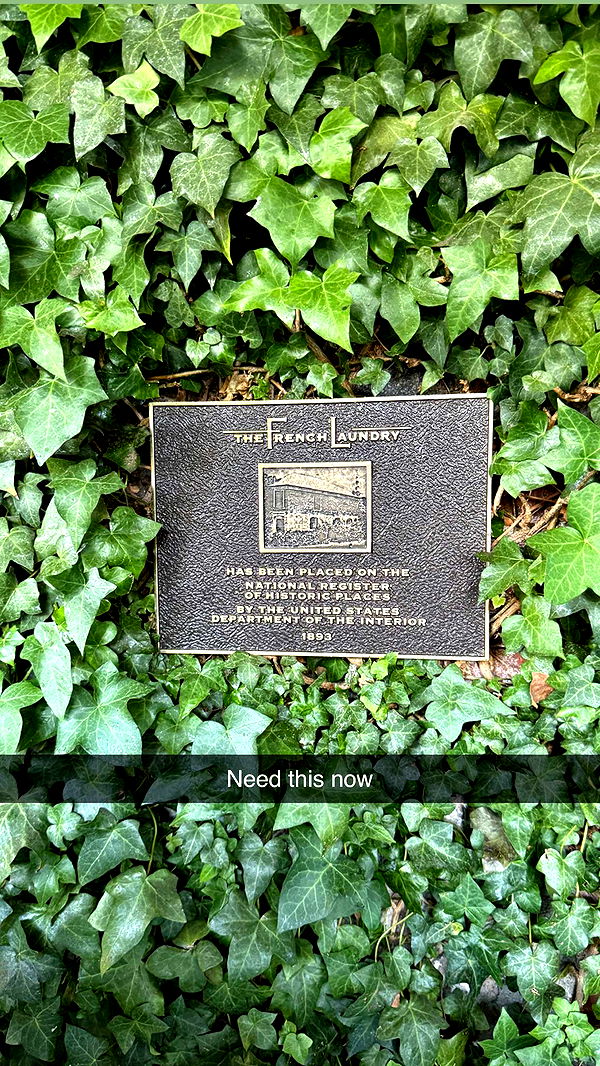 THE FRENCH LAUNDRY
HAS BEEN PLACED ON THE
NATIONAL REGISTER
OF HISTORIC PLACES
BY THE UNITED STATES
DEPARTMENT OF THE INTERIOR
1893
Need this now